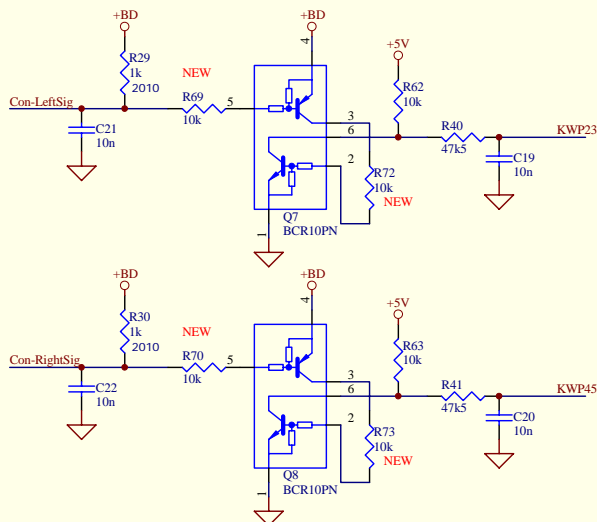 +BD
+BD
4
+5V
R29
1k
2010
NEW
R69
10k
5
Con-LeftSig
C21
10n
R62
10k
3
6
2
R40
47k5
KWP23
C19
10n
R72
10k
NEW
Q7
BCR10PN
1
+BD
+BD
4
+5V
R30
1k
2010
NEW
R70
10k
5
Con-RightSig
C22
10n
R63
10k
3
6
2
R41
47k5
KWP45
C20
10n
R73
10k
NEW
Q8
BCR10PN
1